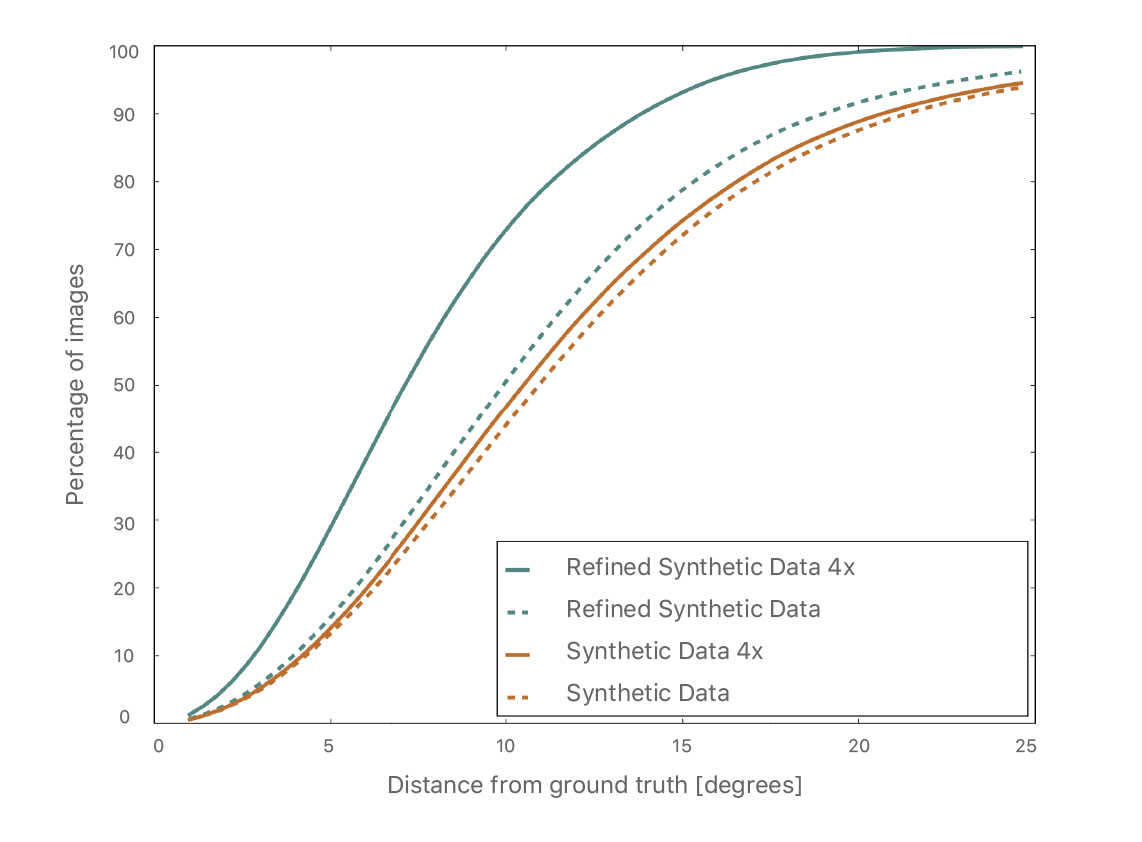 100
90
80
70
60
50
40
30
20
10
0
Percentage of images
Refined Synthetic Data 4x
Refined Synthetic Data
Synthetic Data 4x
Synthetic Data
0 5 10 15 20 25
Distance from ground truth [degrees]